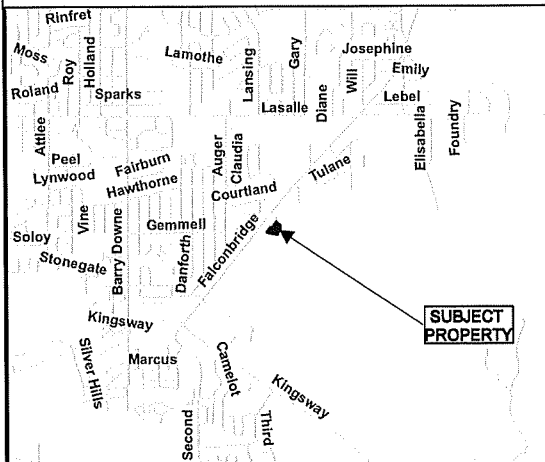 Rinfret
Moss
Roy
Holland
Lamothe
Lansing
Gary
Josephine
Will
Emily
Roland
Sparks
Lasalle
Diane
Lebel
Elisabella
Foundry
Attlee
Peel
Lynwood
Fairburn
Hawthorne
Auger
Claudia
Courtland
Tulane
Vine
Barry Downe
Gemmell
Danforth
Falconbridge
Soloy
Stonegate
SUBJECT
PROPERTY
Kingsway
Marcus
Silver Hills
Camelot
Kingsway
Second
Third